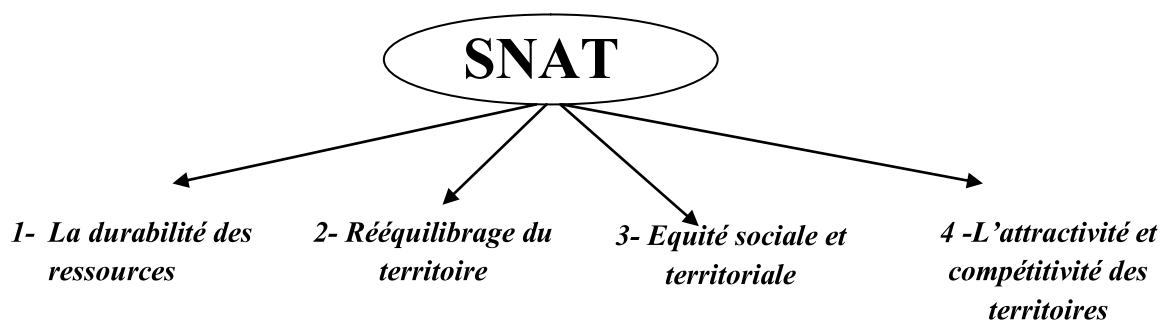 SNAT
1- La durabilité des
ressources
2- Rééquilibrage du
territoire
3- Equité sociale et
territoriale
4 -L’attractivité et
compétitivité des
territoires